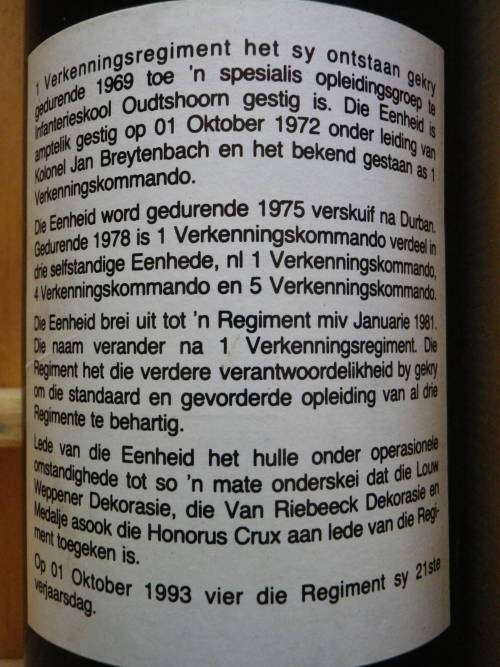 1 Verkenningsregiment het sy ontstaan gekry
gedurende 1969 toe 'n spesialis opleidingsgroep te
Infanterieskool Oudtshoorn gestig is. Die Eenheid is
amptelik gestig op 01 Oktober 1972 onder leiding van
Kolonel Jan Breytenbach en het bekend gestaan as 1
Verkenningskommando.
Die Eenheid word gedurende 1975 verskuif na Durban.
Gedurende 1978 is 1 Verkenningskommando verdeel in
drie selfstandige Eenhede, nl 1 Verkenningskommando,
4 Verkenningskommando en 5 Verkenningskommando.
Die Eenheid brei uit tot 'n Regiment miv Januarie 1981.
Die naam verander na 1 Verkenningsregiment. Die
Regiment het die verdere verantwoordelikheid by gekry
om die standaard en gevorderde opleiding van al drie
Regimente te behartig.
Lede van die Eenheid het hulle onder operasionele
omstandighede tot so 'n mate onderskei dat die Louw
Weppener Dekorasie, die Van Riebeeck Dekorasie en
Medalje asook die Honorus Crux aan lede van die Regi-
ment toegeken is.
Op 01 Oktober 1993 vier die Regiment sy 21ste
verjaarsdag.